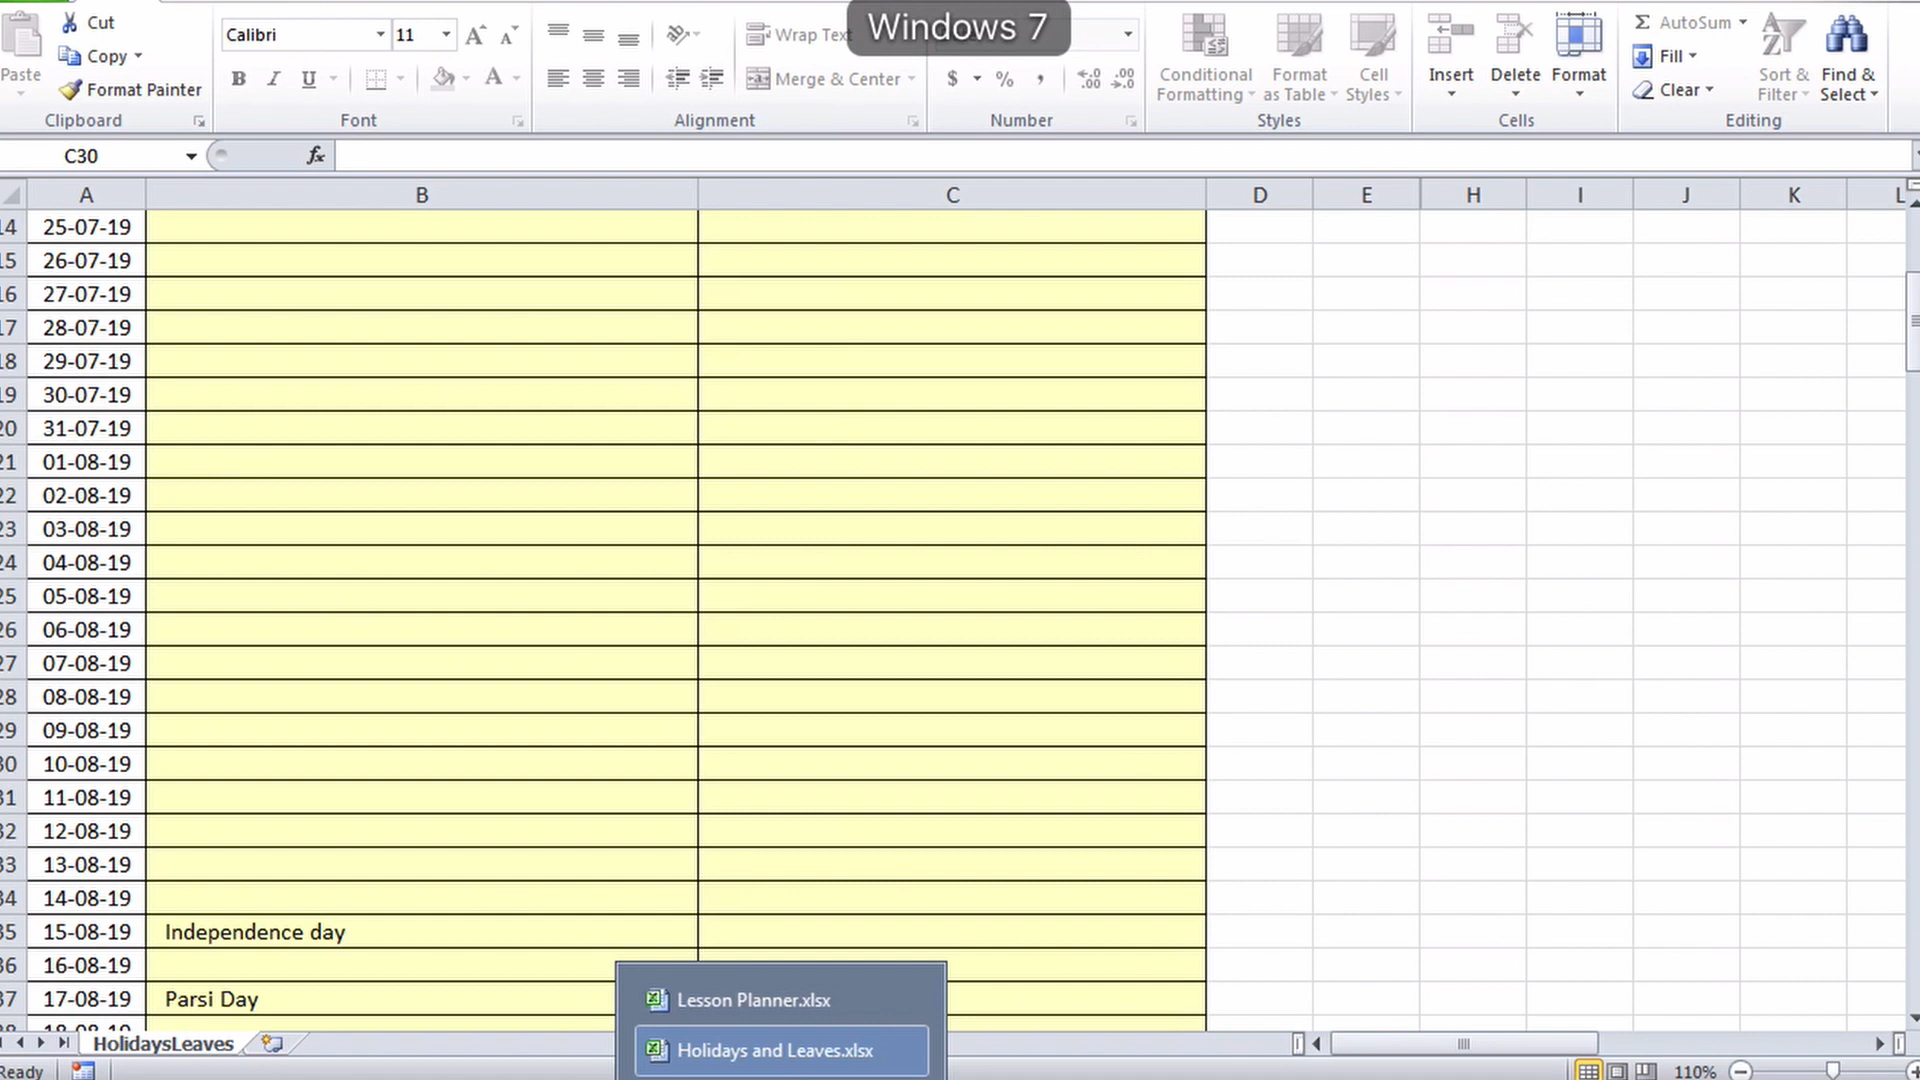 Windows 7
Cut
Copy
Paste
Format Painter
Clipboard
Calibri 11
B I U
Font
Wrap Text
Merge & Center
Alignment
$ % ,
Number
Conditional Formatting
Format as Table
Cell Styles
Styles
Insert
Delete
Format
Cells
Σ AutoSum
Fill
Clear
Sort & Filter
Find & Select
Editing
C30 fx
A B C D E H I J K L
14 25-07-19
15 26-07-19
16 27-07-19
17 28-07-19
18 29-07-19
19 30-07-19
20 31-07-19
21 01-08-19
22 02-08-19
23 03-08-19
24 04-08-19
25 05-08-19
26 06-08-19
27 07-08-19
28 08-08-19
29 09-08-19
30 10-08-19
31 11-08-19
32 12-08-19
33 13-08-19
34 14-08-19
35 15-08-19 Independence day
36 16-08-19
37 17-08-19 Parsi Day
38 18-08-19
Lesson Planner.xlsx
Holidays and Leaves.xlsx
HolidaysLeaves
Ready
110%